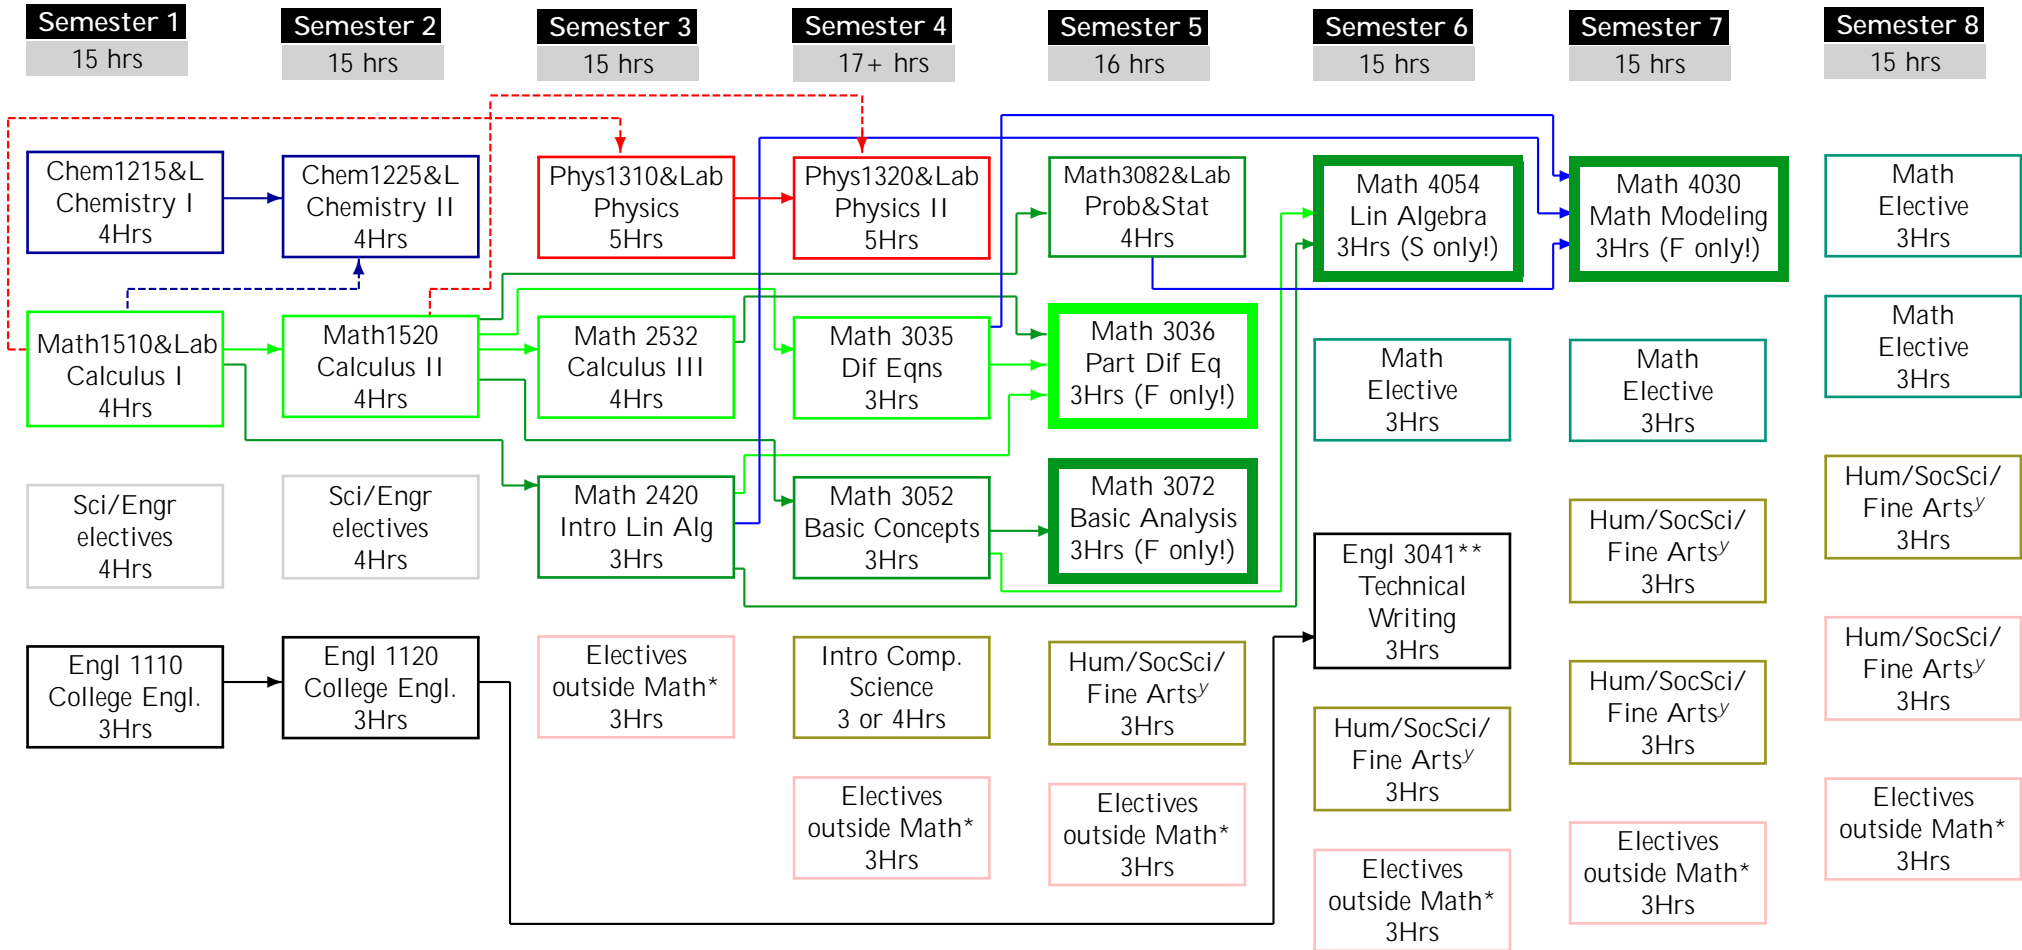 Semester 1
15 hrs
Chem1215&L
Chemistry I
4Hrs
Math1510&Lab
Calculus I
4Hrs
Sci/Engr
electives
4Hrs
Engl 1110
College Engl.
3Hrs
Semester 2
15 hrs
Chem1225&L
Chemistry II
4Hrs
Math1520
Calculus II
4Hrs
Sci/Engr
electives
4Hrs
Engl 1120
College Engl.
3Hrs
Semester 3
15 hrs
Phys1310&Lab
Physics
5Hrs
Math 2532
Calculus III
4Hrs
Math 2420
Intro Lin Alg
3Hrs
Electives
outside Math*
3Hrs
Semester 4
17+ hrs
Phys1320&Lab
Physics II
5Hrs
Math 3035
Dif Eqns
3Hrs
Math 3052
Basic Concepts
3Hrs
Intro Comp.
Science
3 or 4Hrs
Electives
outside Math*
3Hrs
Semester 5
16 hrs
Math3082&Lab
Prob&Stat
4Hrs
Math 3036
Part Dif Eq
3Hrs (F only!)
Math 3072
Basic Analysis
3Hrs (F only!)
Hum/SocSci/
Fine Arts^y
3Hrs
Electives
outside Math*
3Hrs
Semester 6
15 hrs
Math 4054
Lin Algebra
3Hrs (S only!)
Math
Elective
3Hrs
Engl 3041**
Technical
Writing
3Hrs
Hum/SocSci/
Fine Arts^y
3Hrs
Electives
outside Math*
3Hrs
Semester 7
15 hrs
Math 4030
Math Modeling
3Hrs (F only!)
Math
Elective
3Hrs
Hum/SocSci/
Fine Arts^y
3Hrs
Hum/SocSci/
Fine Arts^y
3Hrs
Electives
outside Math*
3Hrs
Semester 8
15 hrs
Math
Elective
3Hrs
Math
Elective
3Hrs
Hum/SocSci/
Fine Arts^y
3Hrs
Hum/SocSci/
Fine Arts^y
3Hrs
Electives
outside Math*
3Hrs